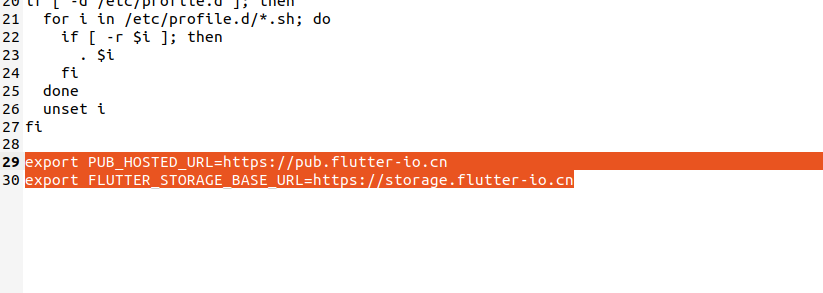 20 if [ -d /etc/profile.d ]; then
21   for i in /etc/profile.d/*.sh; do
22     if [ -r $i ]; then
23       . $i
24     fi
25   done
26   unset i
27 fi
28
29 export PUB_HOSTED_URL=https://pub.flutter-io.cn
30 export FLUTTER_STORAGE_BASE_URL=https://storage.flutter-io.cn